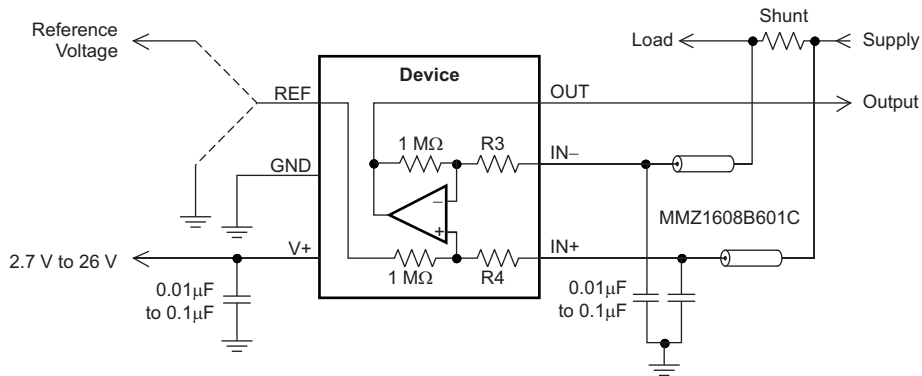 Reference
Voltage
Shunt
Load
Supply
Device
REF
OUT
Output
1 MΩ
R3
IN−
GND
−
MMZ1608B601C
+
V+
IN+
2.7 V to 26 V
1 MΩ
R4
0.01µF
to 0.1µF
0.01µF
to 0.1µF